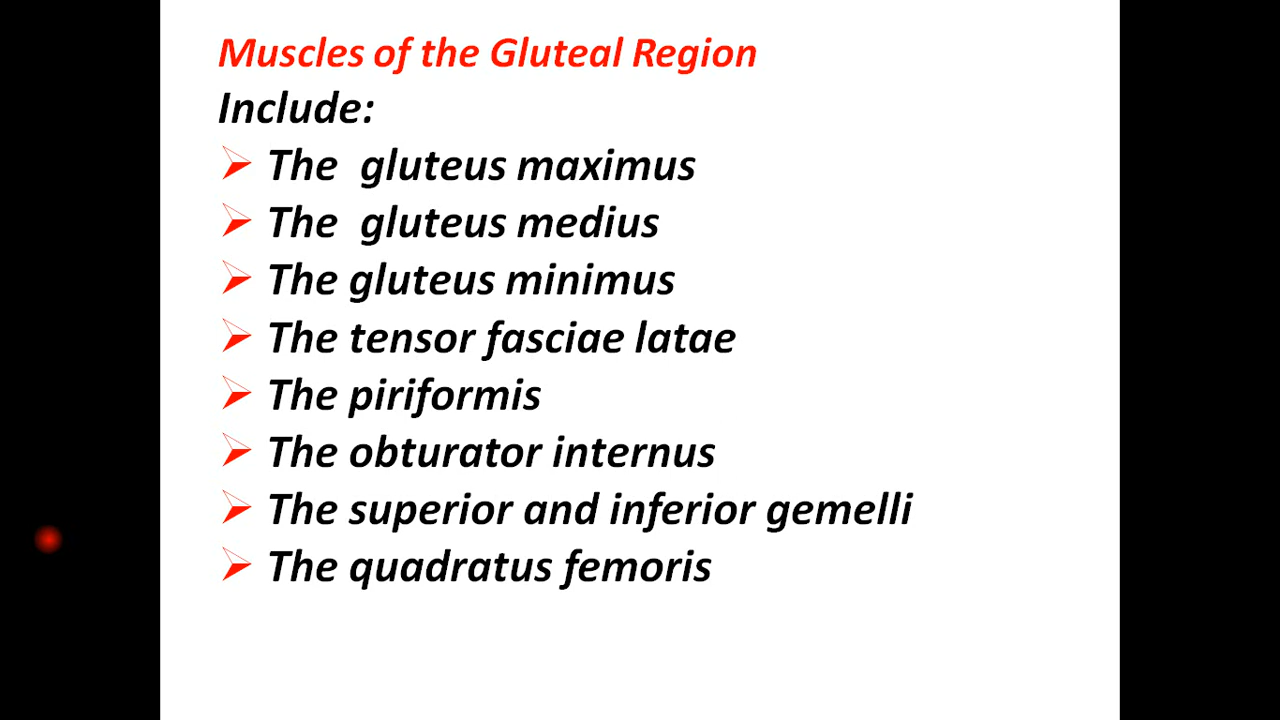 Muscles of the Gluteal Region
Include:
The gluteus maximus
The gluteus medius
The gluteus minimus
The tensor fasciae latae
The piriformis
The obturator internus
The superior and inferior gemelli
The quadratus femoris